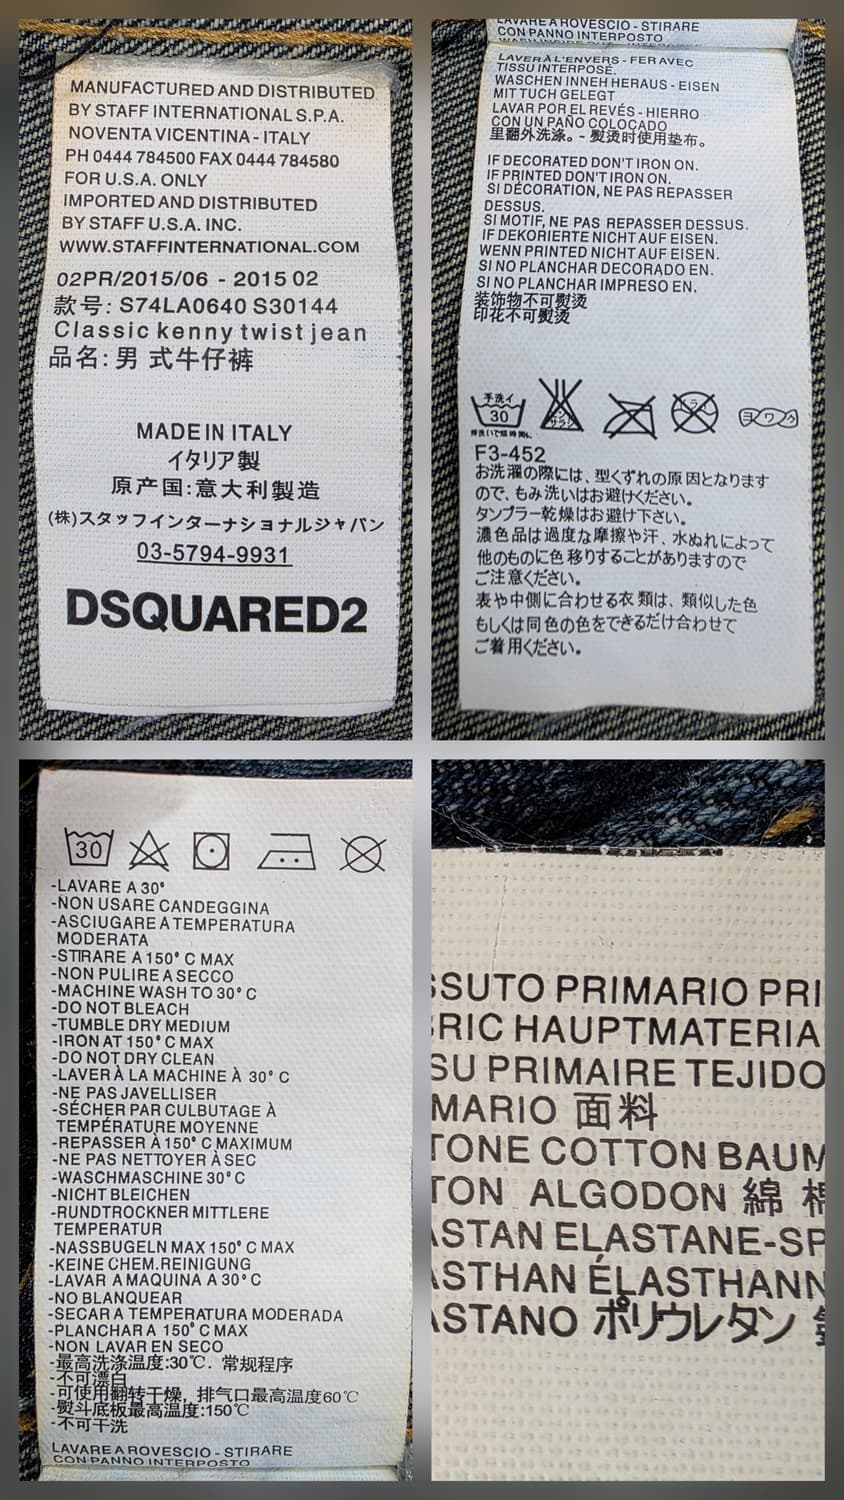 MANUFACTURED AND DISTRIBUTED
BY STAFF INTERNATIONAL S.P.A.
NOVENTA VICENTINA - ITALY
PH 0444 784500 FAX 0444 784580
FOR U.S.A. ONLY
IMPORTED AND DISTRIBUTED
BY STAFF U.S.A. INC.
WWW.STAFFINTERNATIONAL.COM
02PR/2015/06 - 2015 02
款号: S74LA0640 S30144
Classic kenny twist jean
品名: 男 式牛仔裤
MADE IN ITALY
イタリア製
原产国:意大利製造
(株)スタッフインターナショナルジャパン
03-5794-9931
DSQUARED2
LAVARE A ROVESCIO - STIRARE
CON PANNO INTERPOSTO
LAVER À L'ENVERS - FER AVEC
TISSU INTERPOSÉ.
WASCHEN INNEH HERAUS - EISEN
MIT TUCH GELEGT
LAVAR POR EL REVÉS - HIERRO
CON UN PAÑO COLOCADO
里翻外洗涤。- 熨烫时使用垫布。
IF DECORATED DON'T IRON ON.
IF PRINTED DON'T IRON ON.
SI DÉCORATION, NE PAS REPASSER
DESSUS.
SI MOTIF, NE PAS REPASSER DESSUS.
IF DEKORIERTE NICHT AUF EISEN.
WENN PRINTED NICHT AUF EISEN.
SI NO PLANCHAR DECORADO EN.
SI NO PLANCHAR IMPRESO EN.
装饰物不可熨烫
印花不可熨烫
手洗イ
30
ヨワク
F3-452
お洗濯の際には、型くずれの原因となります
ので、もみ洗いはお避けください。
タンブラー乾燥はお避け下さい。
濃色品は過度な摩擦や汗、水ぬれによって
他のものに色移りすることがありますので
ご注意ください。
表や中側に合わせる衣類は、類似した色
もしくは同色の色をできるだけ合わせて
ご着用ください。
30
-LAVARE A 30°
-NON USARE CANDEGGINA
-ASCIUGARE A TEMPERATURA
MODERATA
-STIRARE A 150° C MAX
-NON PULIRE A SECCO
-MACHINE WASH TO 30° C
-DO NOT BLEACH
-TUMBLE DRY MEDIUM
-IRON AT 150° C MAX
-DO NOT DRY CLEAN
-LAVER À LA MACHINE À 30° C
-NE PAS JAVELLISER
-SÉCHER PAR CULBUTAGE À
TEMPÉRATURE MOYENNE
-REPASSER À 150° C MAXIMUM
-NE PAS NETTOYER À SEC
-WASCHMASCHINE 30° C
-NICHT BLEICHEN
-RUNDTROCKNER MITTLERE
TEMPERATUR
-NASSBUGELN MAX 150° C MAX
-KEINE CHEM.REINIGUNG
-LAVAR A MAQUINA A 30° C
-NO BLANQUEAR
-SECAR A TEMPERATURA MODERADA
-PLANCHAR A 150° C MAX
-NON LAVAR EN SECO
-最高洗涤温度:30℃. 常规程序
-不可漂白
-可使用翻转干燥, 排气口最高温度60℃
-熨斗底板最高温度:150℃
-不可干洗
LAVARE A ROVESCIO - STIRARE
CON PANNO INTERPOSTO
SSUTO PRIMARIO PRI
RIC HAUPTMATERIA
SU PRIMAIRE TEJIDO
MARIO 面料
TONE COTTON BAUM
TON ALGODON 綿
ASTAN ELASTANE-SP
ASTHAN ÉLASTHANN
ASTANO ポリウレタン